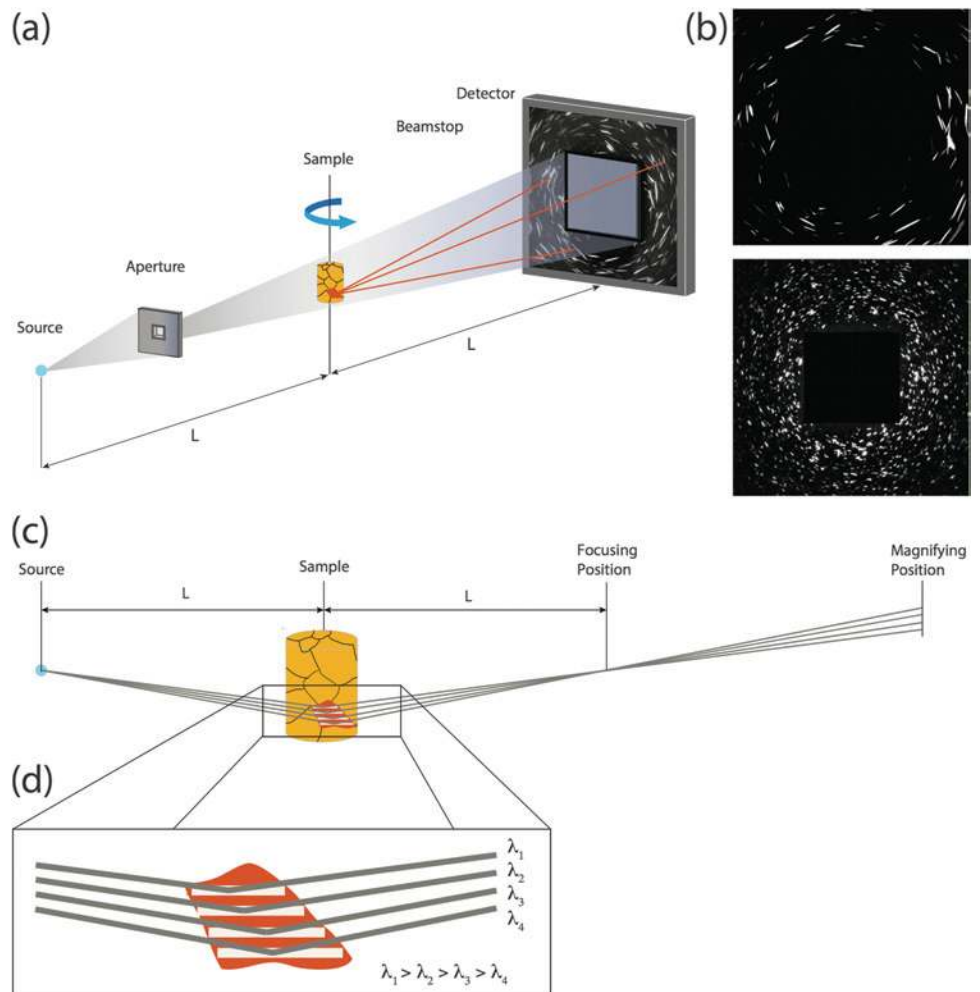 (a)
(b)
Detector
Beamstop
Sample
Aperture
Source
L
L
(c)
Source
Sample
Focusing
Position
Magnifying
Position
L
L
(d)
λ₁
λ₂
λ₃
λ₄
λ₁ > λ₂ > λ₃ > λ₄